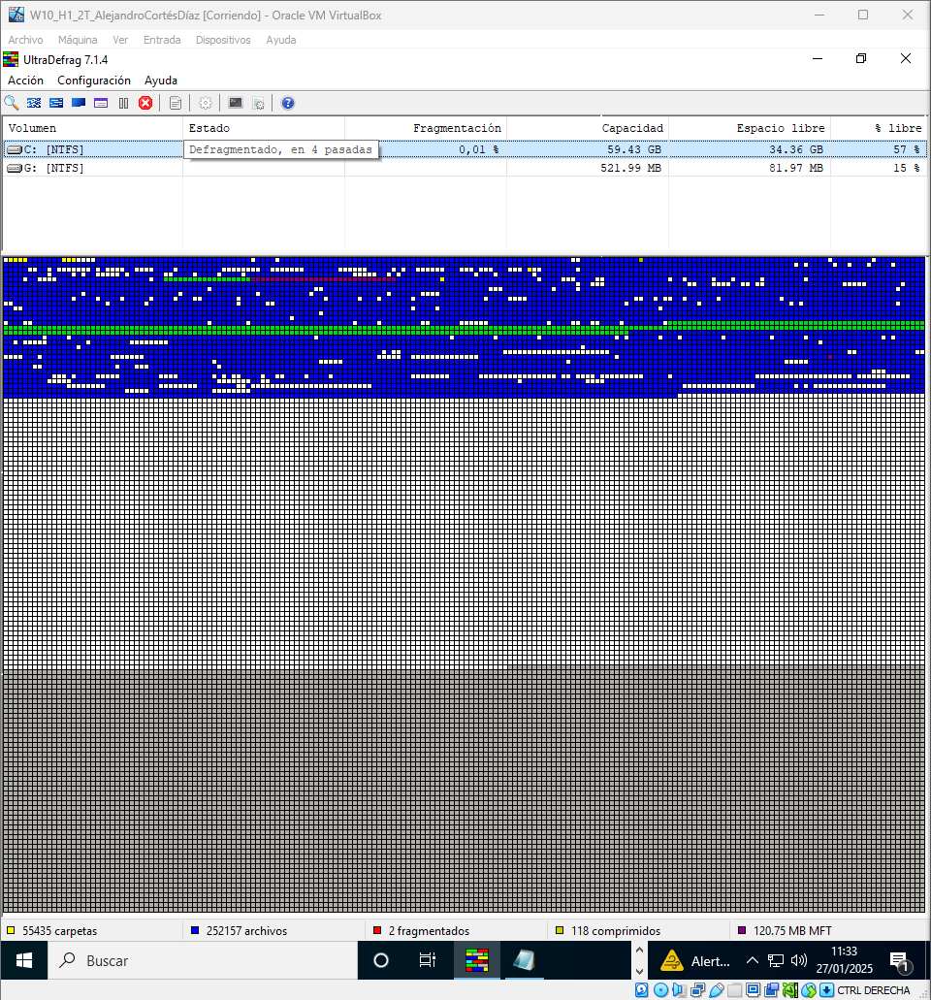 W10_H1_2T_AlejandroCortésDíaz [Corriendo] - Oracle VM VirtualBox
Archivo Máquina Ver Entrada Dispositivos Ayuda
UltraDefrag 7.1.4
Acción Configuración Ayuda
Volumen Estado Fragmentación Capacidad Espacio libre % libre
C: [NTFS] Defragmentado, en 4 pasadas 0,01 % 59.43 GB 34.36 GB 57 %
G: [NTFS] 521.99 MB 81.97 MB 15 %
55435 carpetas 252157 archivos 2 fragmentados 118 comprimidos 120.75 MB MFT
Buscar Alert... 11:33
27/01/2025 1
CTRL DERECHA